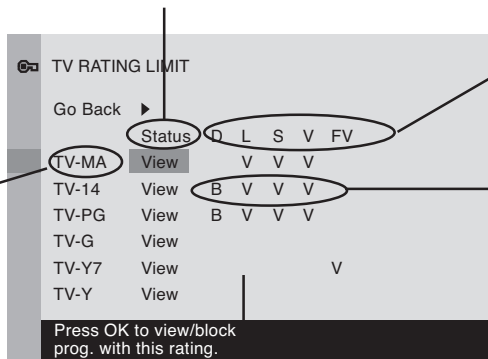 TV RATING LIMIT
Go Back
Status D L S V FV
TV-MA View V V V
TV-14 View B V V V
TV-PG View B V V V
TV-G View
TV-Y7 View V
TV-Y View
Press OK to view/block
prog. with this rating.